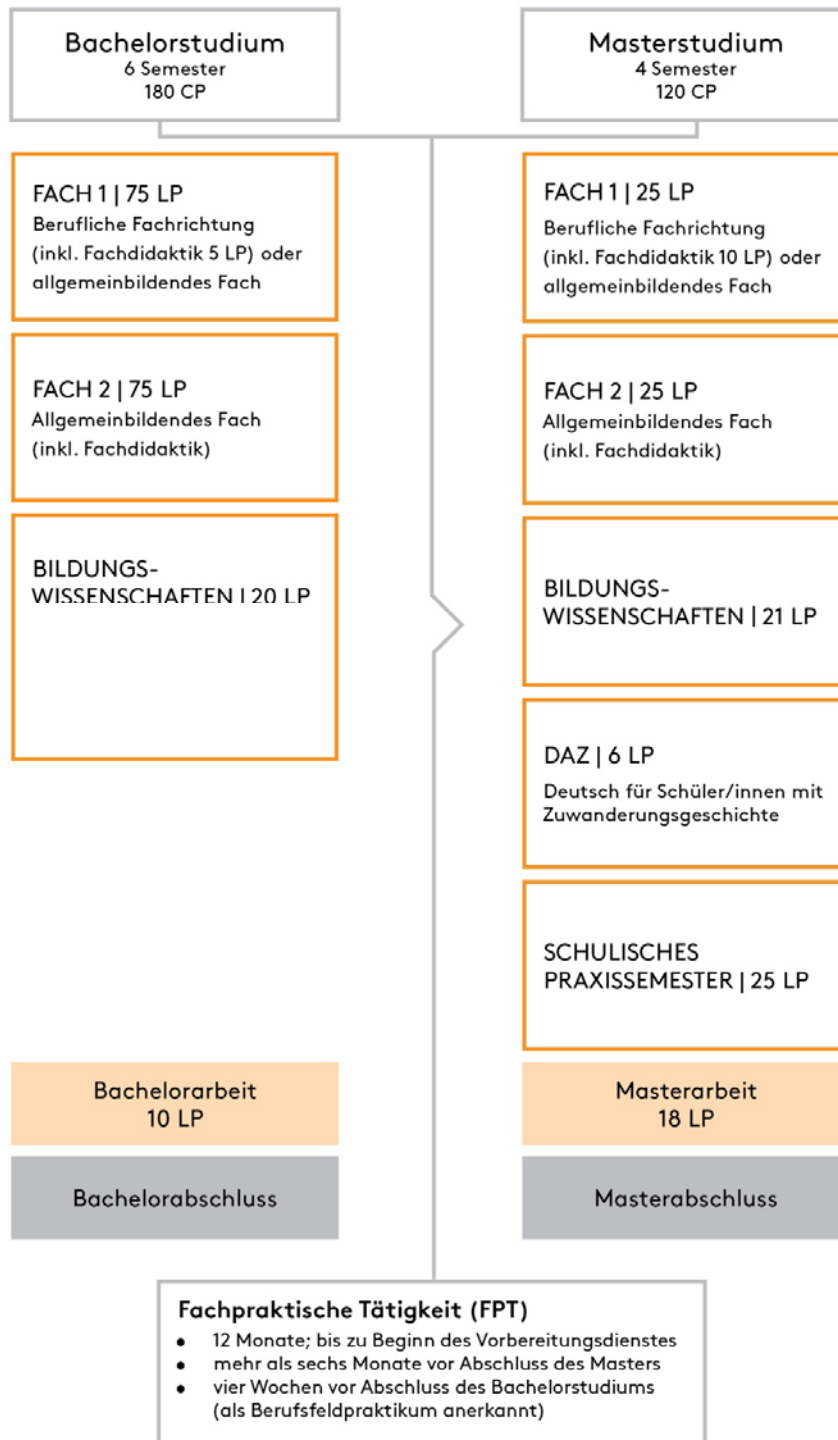 Bachelorstudium
6 Semester
180 CP
FACH 1 | 75 LP
Berufliche Fachrichtung
(inkl. Fachdidaktik 5 LP) oder
allgemeinbildendes Fach
FACH 2 | 75 LP
Allgemeinbildendes Fach
(inkl. Fachdidaktik)
BILDUNGS-
WISSENSCHAFTEN | 20 LP
Bachelorarbeit
10 LP
Bachelorabschluss
Masterstudium
4 Semester
120 CP
FACH 1 | 25 LP
Berufliche Fachrichtung
(inkl. Fachdidaktik 10 LP) oder
allgemeinbildendes Fach
FACH 2 | 25 LP
Allgemeinbildendes Fach
(inkl. Fachdidaktik)
BILDUNGS-
WISSENSCHAFTEN | 21 LP
DAZ | 6 LP
Deutsch für Schüler/innen mit
Zuwanderungsgeschichte
SCHULISCHES
PRAXISSEMESTER | 25 LP
Masterarbeit
18 LP
Masterabschluss
Fachpraktische Tätigkeit (FPT)
• 12 Monate; bis zu Beginn des Vorbereitungsdienstes
• mehr als sechs Monate vor Abschluss des Masters
• vier Wochen vor Abschluss des Bachelorstudiums
(als Berufsfeldpraktikum anerkannt)